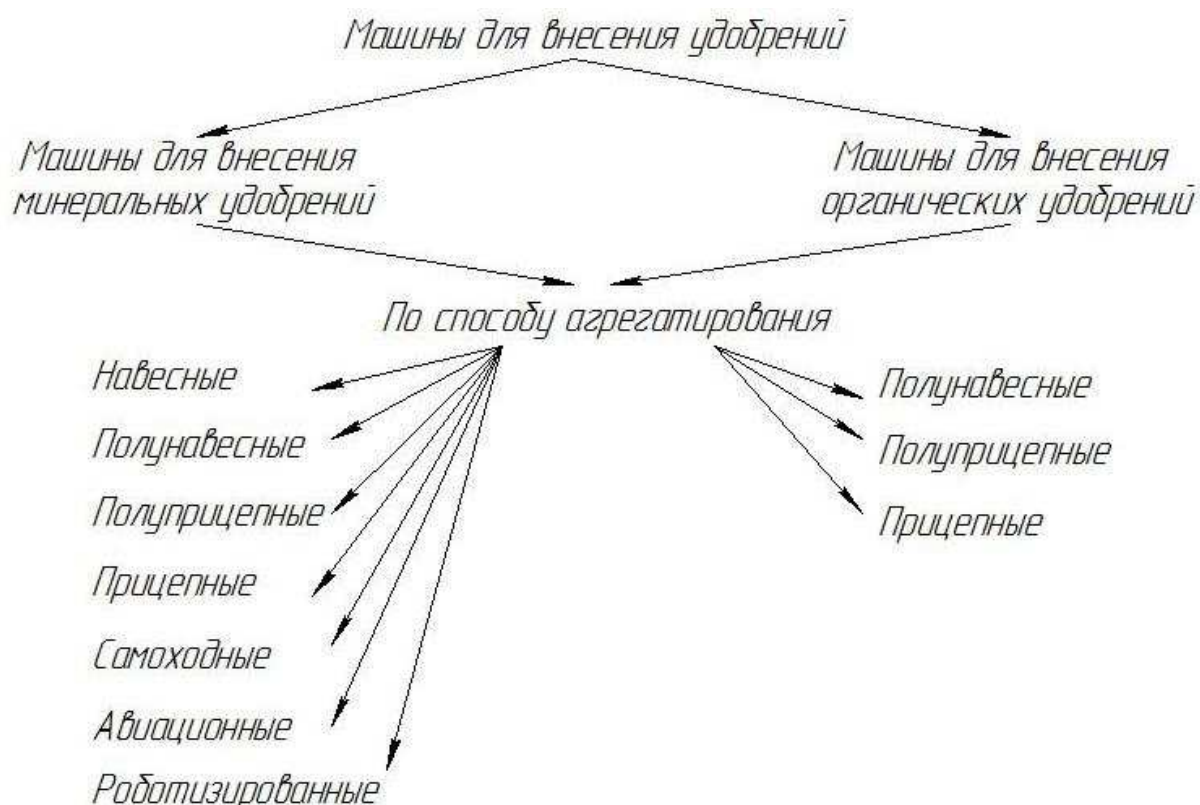 Машины для внесения удобрений
Машины для внесения
минеральных удобрений
Машины для внесения
органических удобрений
По способу агрегатирования
Навесные
Полунавесные
Полуприцепные
Прицепные
Самоходные
Авиационные
Роботизированные
Полунавесные
Полуприцепные
Прицепные